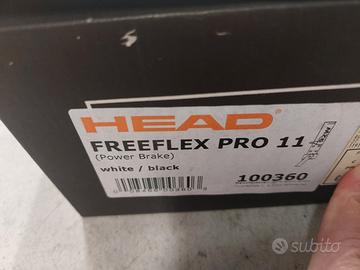 HEAD
FREEFLEX PRO 11
(Power Brake)
white / black
100360
subito